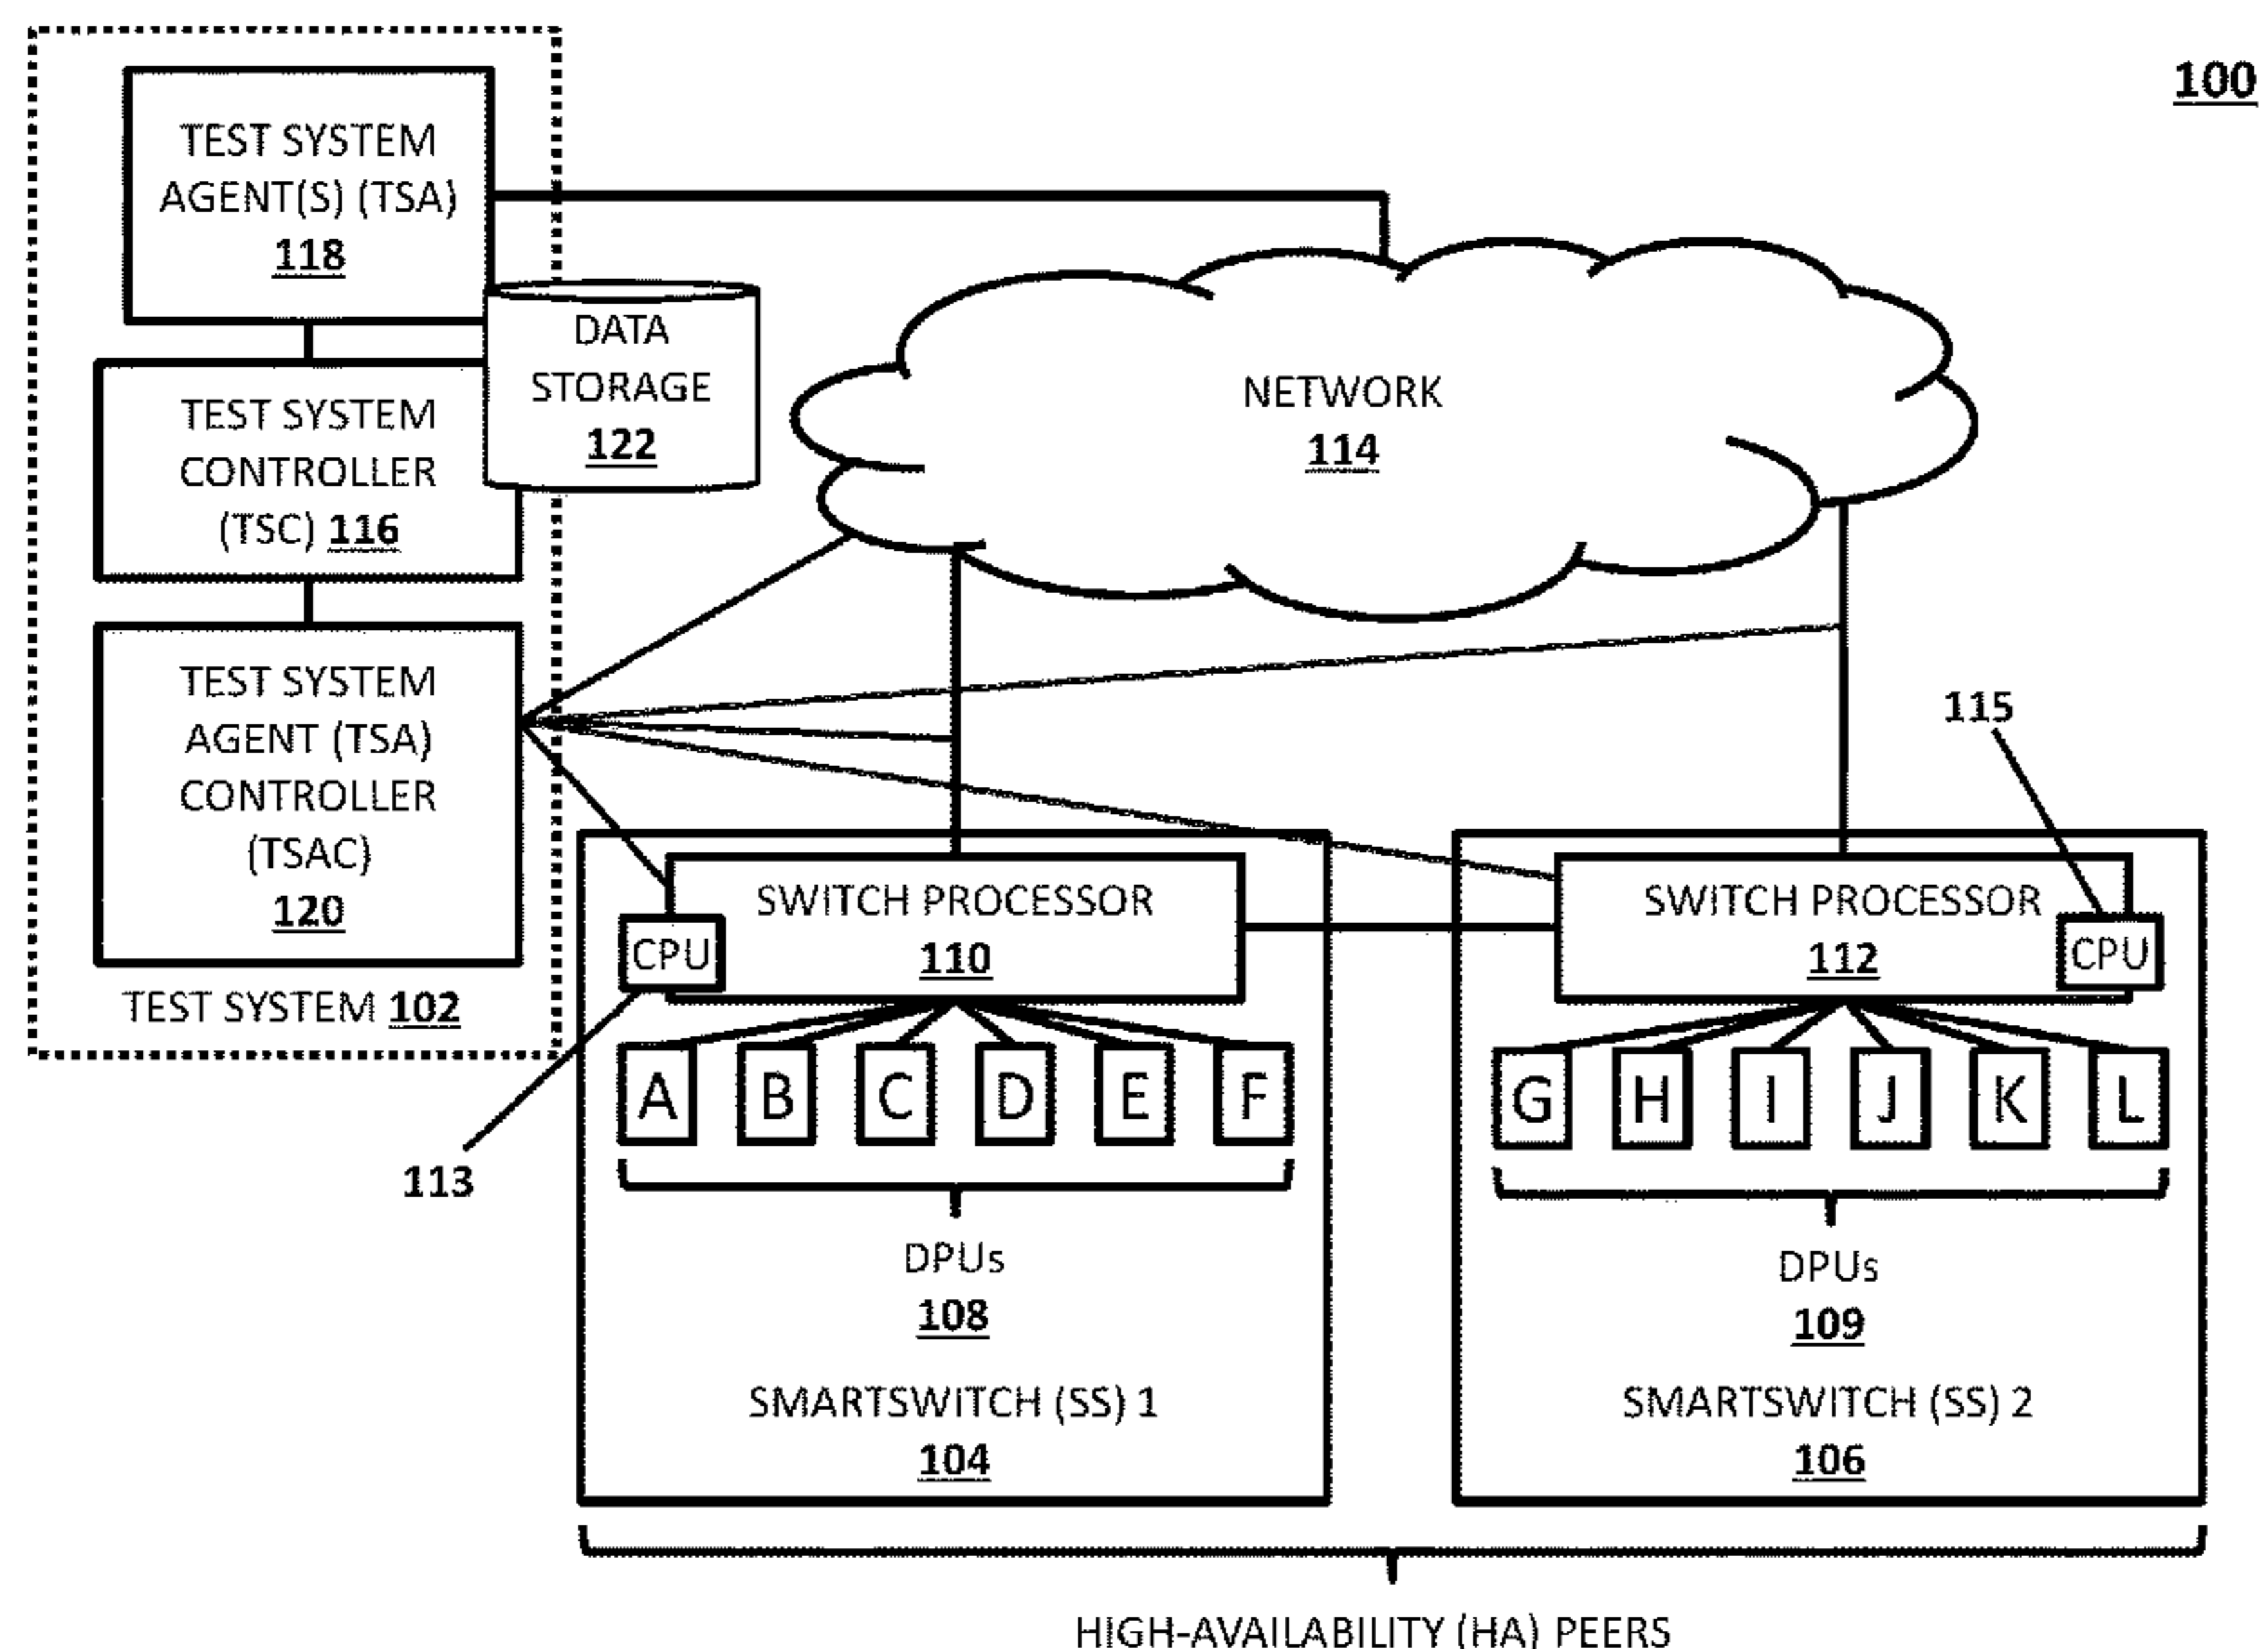 100
TEST SYSTEM
AGENT(S) (TSA)
118
DATA
STORAGE
122
TEST SYSTEM
CONTROLLER
(TSC) 116
NETWORK
114
TEST SYSTEM
AGENT (TSA)
CONTROLLER
(TSAC)
120
TEST SYSTEM 102
115
SWITCH PROCESSOR
110
CPU
113
SWITCH PROCESSOR
112
CPU
A B C D E F
G H I J K L
DPUs
108
SMARTSWITCH (SS) 1
104
DPUs
109
SMARTSWITCH (SS) 2
106
HIGH-AVAILABILITY (HA) PEERS